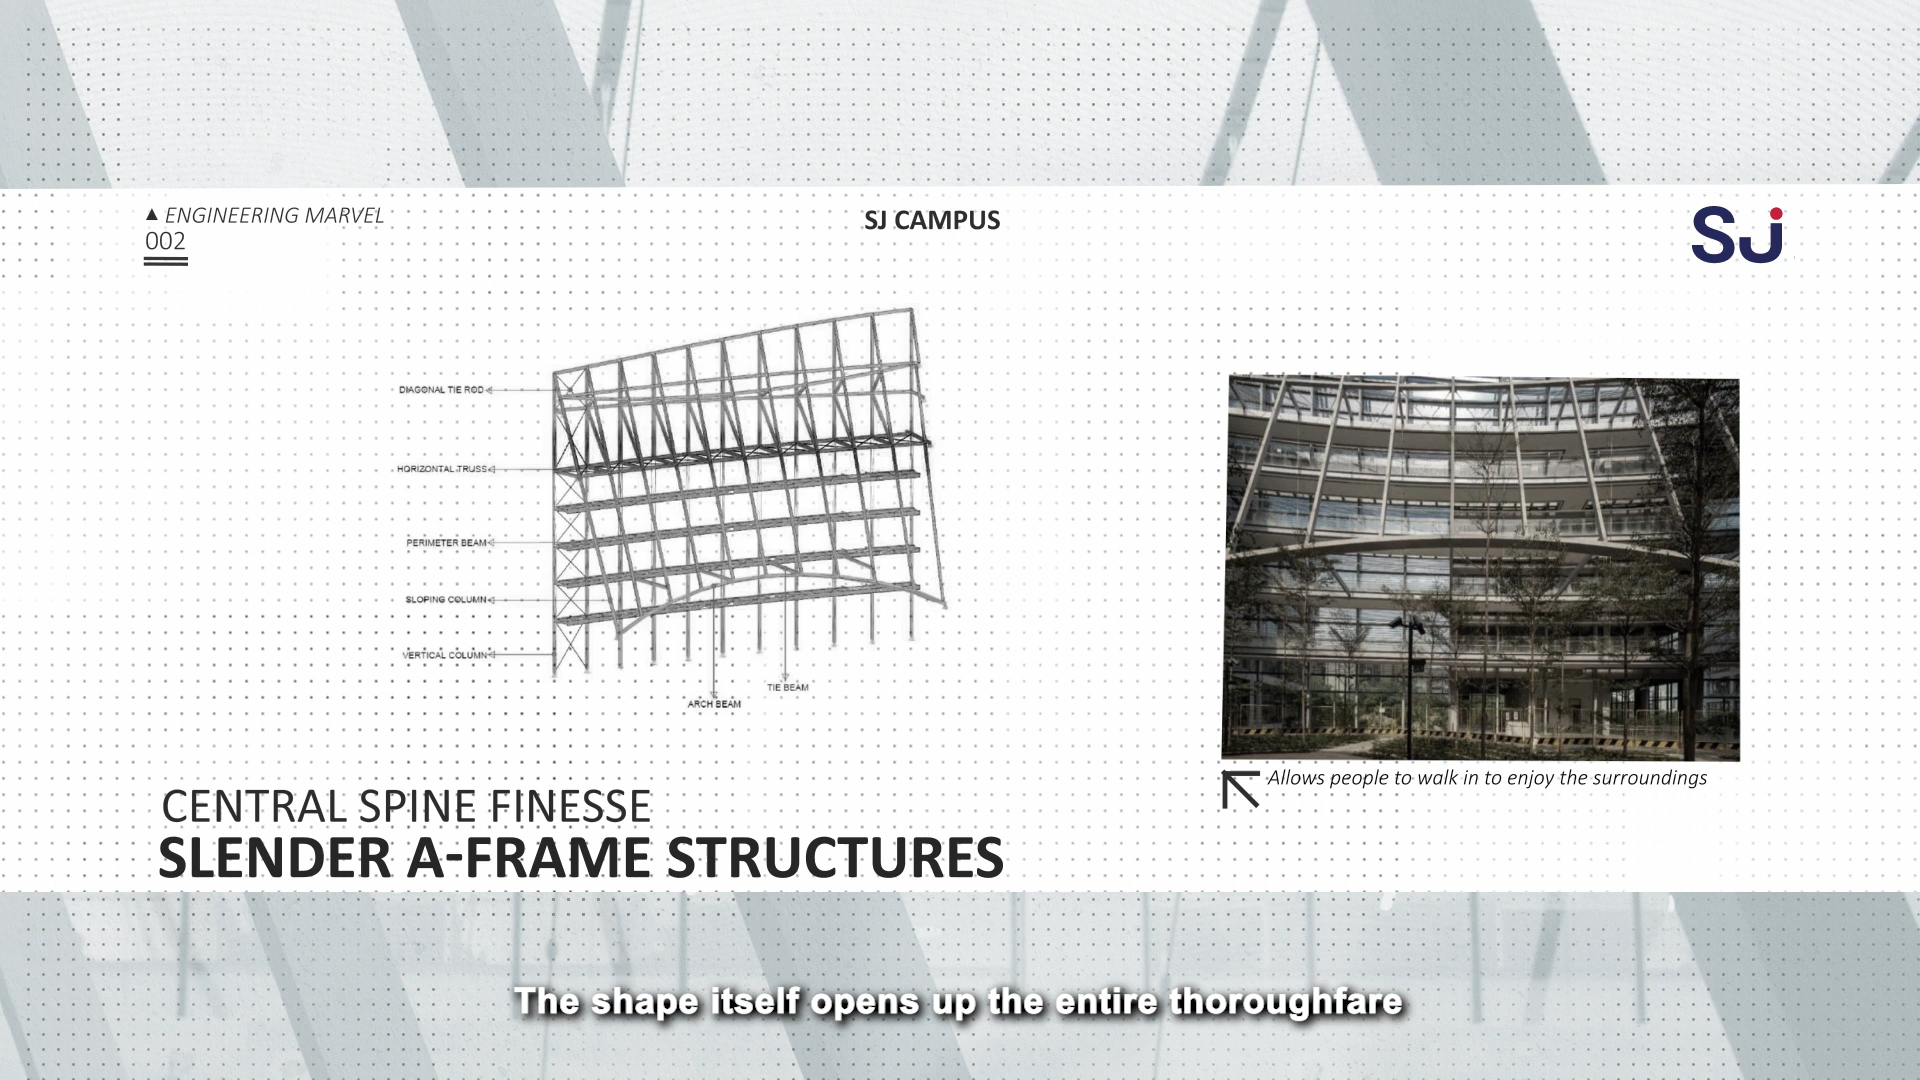 ▲ ENGINEERING MARVEL
002
SJ CAMPUS
SJ
DIAGONAL TIE ROD
HORIZONTAL TRUSS
PERIMETER BEAM
SLOPING COLUMN
VERTICAL COLUMN
TIE BEAM
ARCH BEAM
Allows people to walk in to enjoy the surroundings
CENTRAL SPINE FINESSE
SLENDER A-FRAME STRUCTURES
The shape itself opens up the entire thoroughfare